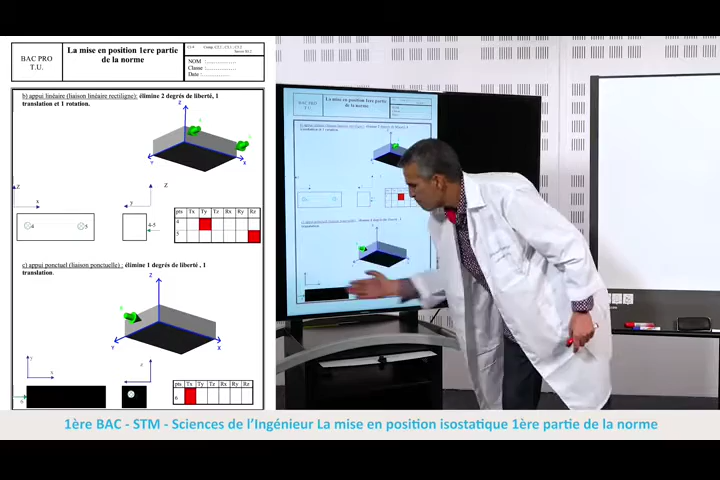 BAC PRO
T.U.
La mise en position 1ere partie
de la norme
NOM :
Classe :
Date :
b) appui linéaire (liaison linéaire rectiligne): élimine 2 degrés de liberté, 1
translation et 1 rotation.
Z
Y
X
Z
x
y
Z
4
5
4-5
pts Tx Ty Tz Rx Ry Rz
4
5
c) appui ponctuel (liaison ponctuelle) : élimine 1 degrés de liberté , 1
translation.
Z
Y
X
y
x
z
6
pts Tx Ty Tz Rx Ry Rz
6
BAC PRO
T.U.
La mise en position 1ere partie
de la norme
1ère BAC - STM - Sciences de l'Ingénieur La mise en position isostatique 1ère partie de la norme